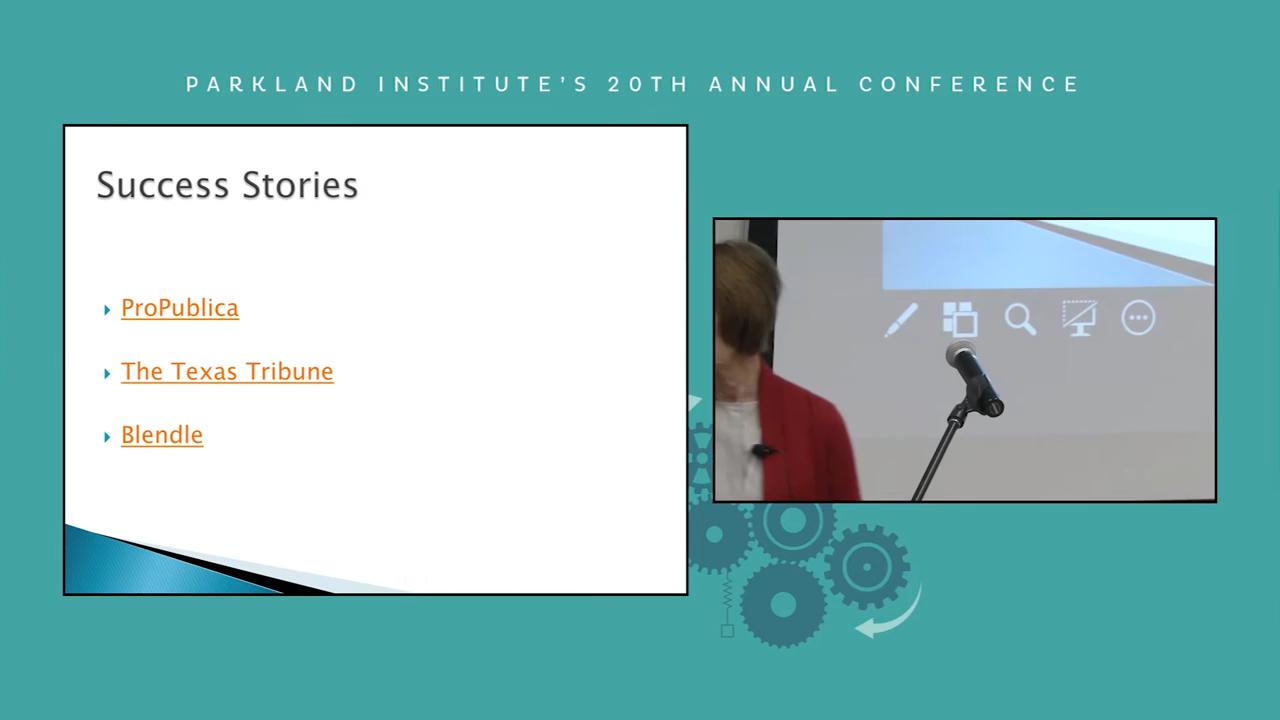 PARKLAND INSTITUTE'S 20TH ANNUAL CONFERENCE
Success Stories
ProPublica
The Texas Tribune
Blendle